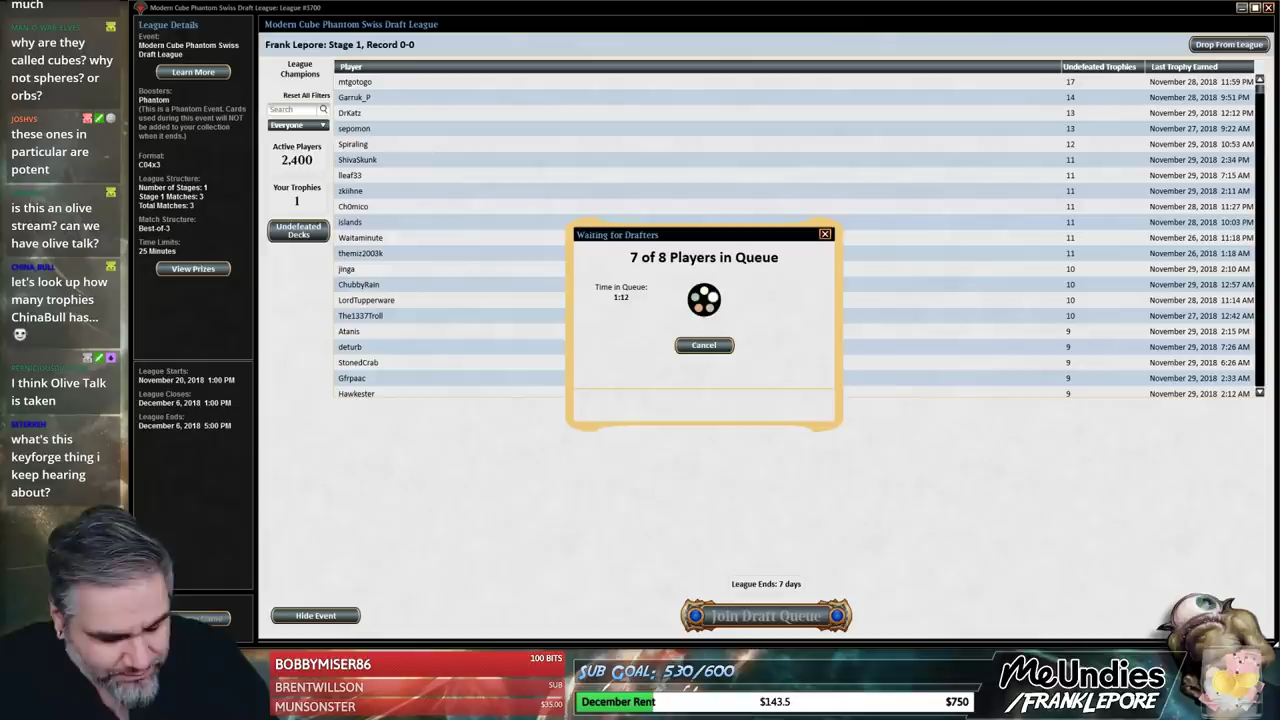 much
MAN O WAR ELVES
why are they
called cubes? why
not spheres? or
orbs?
JOSHVS
these ones in
particular are
potent
is this an olive
stream? can we
have olive talk?
CHINA_BULL
let's look up how
many trophies
ChinaBull has...
I think Olive Talk
is taken
what's this
keyforge thing i
keep hearing
about?
Modern Cube Phantom Swiss Draft League: League #3700
League Details
Event:
Modern Cube Phantom Swiss
Draft League
Learn More
Boosters:
Phantom
(This is a Phantom Event. Cards
used during this event will NOT
be added to your collection
when it ends.)
Format:
C04x3
League Structure:
Number of Stages: 1
Stage 1 Matches: 3
Total Matches: 3
Match Structure:
Best-of-3
Time Limits:
25 Minutes
View Prizes
League Starts:
November 20, 2018 1:00 PM
League Closes:
December 6, 2018 1:00 PM
League Ends:
December 6, 2018 5:00 PM
Modern Cube Phantom Swiss Draft League
Frank Lepore: Stage 1, Record 0-0
Drop From League
League
Champions
Reset All Filters
Search
Everyone
Active Players
2,400
Your Trophies
1
Undefeated
Decks
Player Undefeated Trophies Last Trophy Earned
mtgotogo 17 November 28, 2018 11:59 PM
Garruk_P 14 November 28, 2018 9:51 PM
DrKatz 13 November 29, 2018 12:12 PM
sepomon 13 November 27, 2018 9:22 AM
Spiraling 12 November 29, 2018 10:53 AM
ShivaSkunk 11 November 29, 2018 2:34 PM
lleaf33 11 November 29, 2018 7:15 AM
zkiihne 11 November 29, 2018 2:11 AM
Ch0mico 11 November 28, 2018 11:27 PM
islands 11 November 28, 2018 10:03 PM
Waitaminute 11 November 26, 2018 11:18 PM
themiz2003k 11 November 26, 2018 1:18 AM
jinga 10 November 29, 2018 2:10 AM
ChubbyRain 10 November 29, 2018 12:57 AM
LordTupperware 10 November 28, 2018 11:14 AM
The1337Troll 10 November 27, 2018 12:42 AM
Atanis 9 November 29, 2018 2:15 PM
deturb 9 November 29, 2018 7:26 AM
StonedCrab 9 November 29, 2018 6:26 AM
Gfrpaac 9 November 29, 2018 2:33 AM
Hawkester 9 November 29, 2018 2:12 AM
Waiting for Drafters
7 of 8 Players in Queue
Time in Queue:
1:12
Cancel
League Ends: 7 days
Hide Event
Join Draft Queue
BOBBYMISER86 100 BITS
BRENTWILLSON SUB
MUNSONSTER $35.00
SUB GOAL: 530/600
December Rent $143.5 $750
MeUndies
/FRANKLEPORE